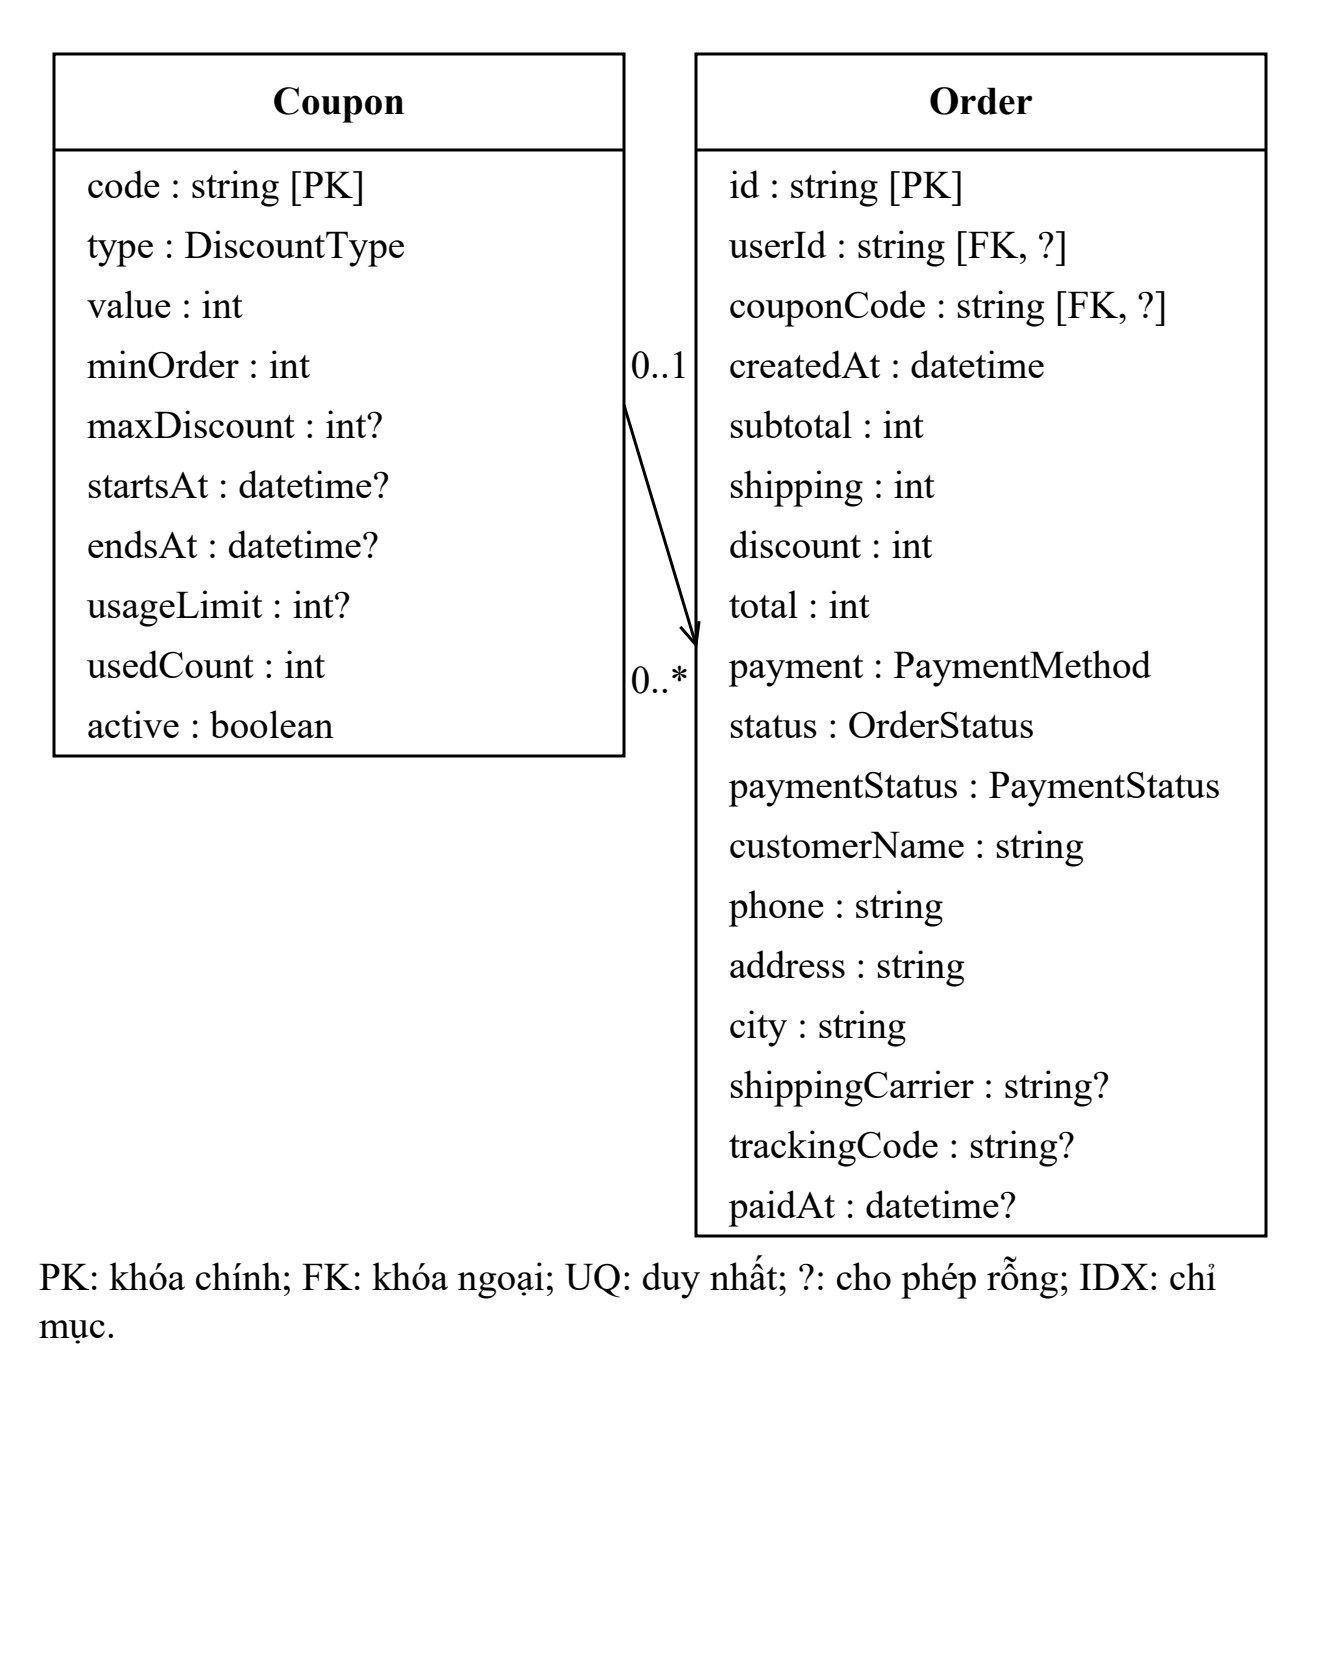 Coupon
code : string [PK]
type : DiscountType
value : int
minOrder : int
maxDiscount : int?
startsAt : datetime?
endsAt : datetime?
usageLimit : int?
usedCount : int
active : boolean
0..1
0..*
Order
id : string [PK]
userId : string [FK, ?]
couponCode : string [FK, ?]
createdAt : datetime
subtotal : int
shipping : int
discount : int
total : int
payment : PaymentMethod
status : OrderStatus
paymentStatus : PaymentStatus
customerName : string
phone : string
address : string
city : string
shippingCarrier : string?
trackingCode : string?
paidAt : datetime?
PK: khóa chính; FK: khóa ngoại; UQ: duy nhất; ?: cho phép rỗng; IDX: chỉ
mục.